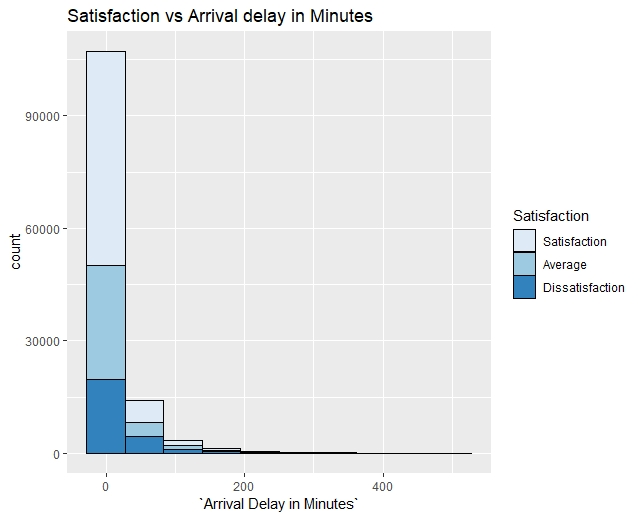 Satisfaction vs Arrival delay in Minutes
count
90000
60000
30000
0
0 200 400
`Arrival Delay in Minutes`
Satisfaction
Satisfaction
Average
Dissatisfaction